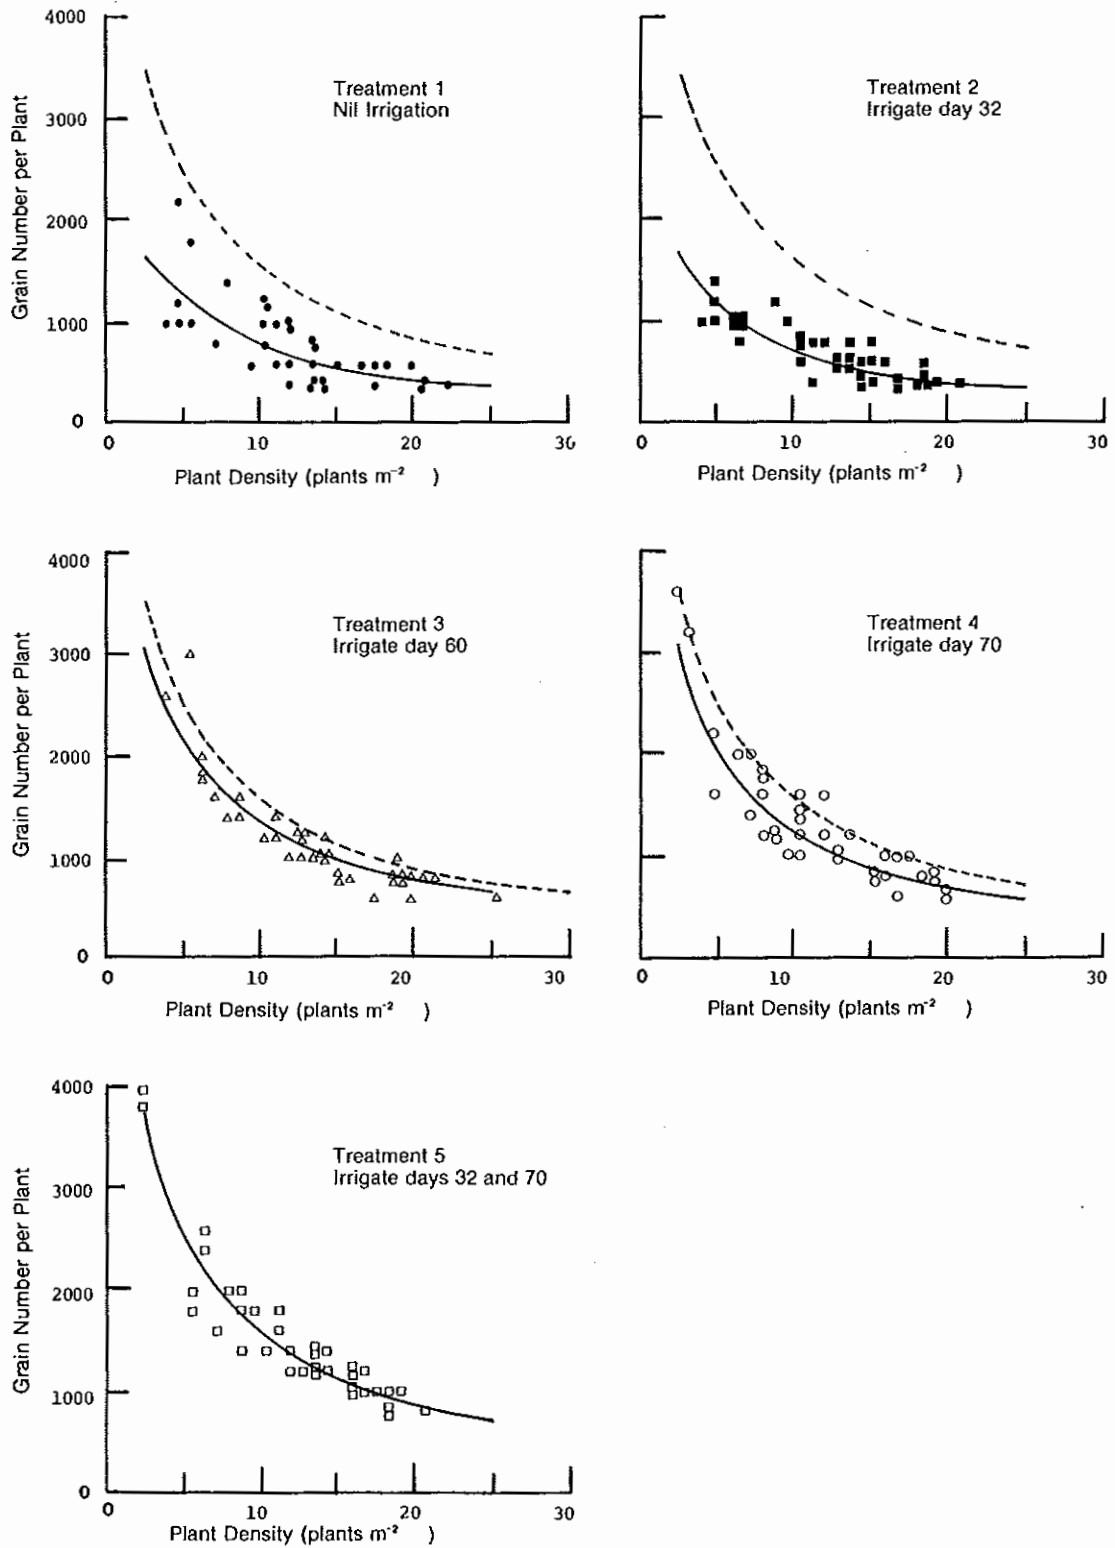 4000
3000
2000
1000
0
Grain Number per Plant
Treatment 1
Nil Irrigation
0 10 20 30
Plant Density (plants m-2 )
Treatment 2
Irrigate day 32
0 10 20 30
Plant Density (plants m-2 )
4000
3000
2000
1000
0
Grain Number per Plant
Treatment 3
Irrigate day 60
0 10 20 30
Plant Density (plants m-2 )
Treatment 4
Irrigate day 70
0 10 20 30
Plant Density (plants m-2 )
4000
3000
2000
1000
0
Grain Number per Plant
Treatment 5
Irrigate days 32 and 70
0 10 20 30
Plant Density (plants m-2 )